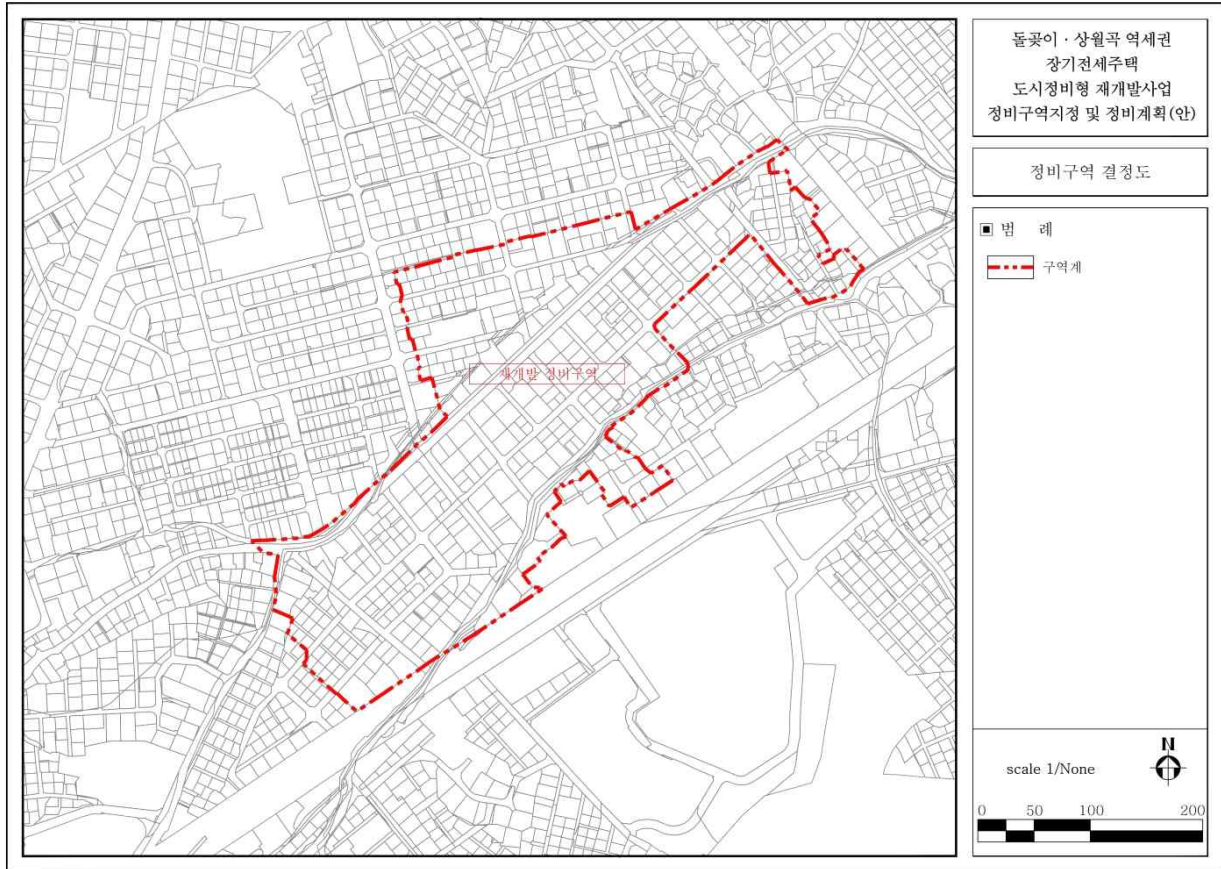 돌곶이 · 상월곡 역세권
장기전세주택
도시정비형 재개발사업
정비구역지정 및 정비계획(안)
정비구역 결정도
범 례
구역계
재개발 정비구역
N
scale 1/None
0 50 100 200